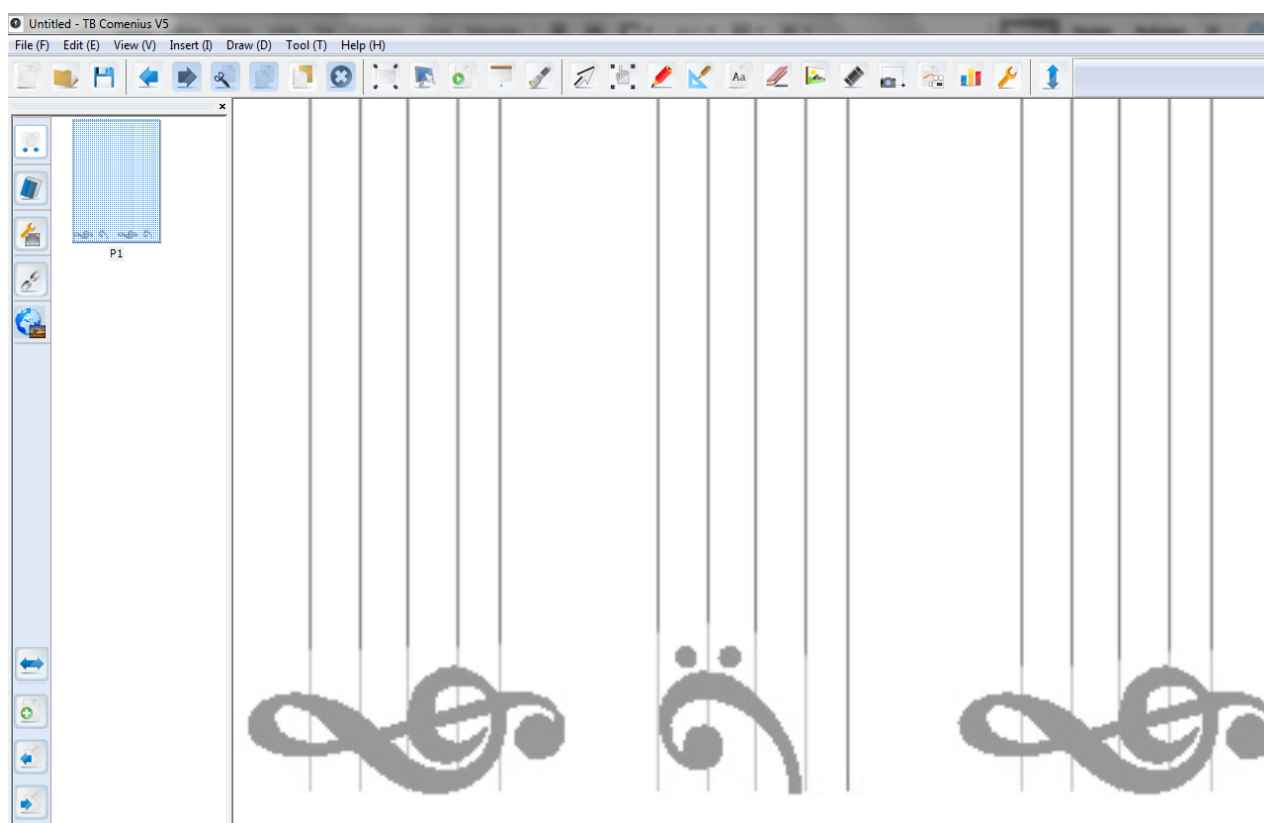 Untitled - TB Comenius V5
File (F) Edit (E) View (V) Insert (I) Draw (D) Tool (T) Help (H)
Aa
P1